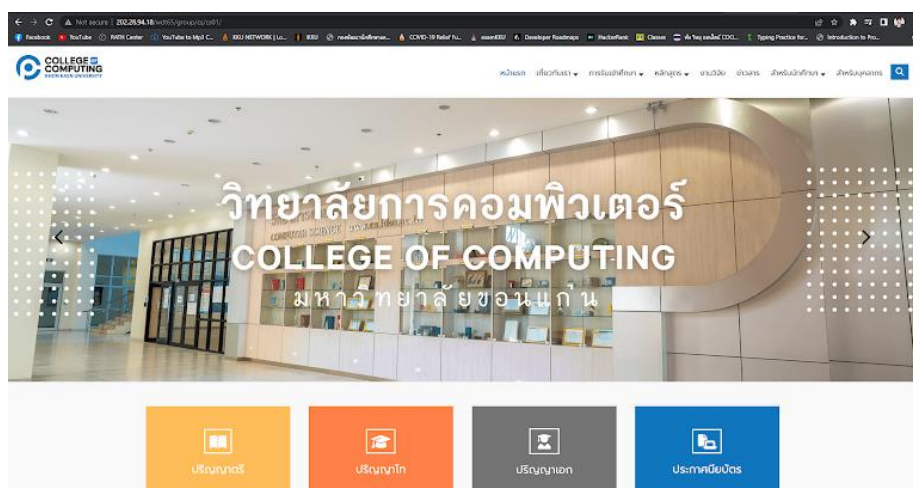 Not secure | 202.28.94.18/wdt65/group/cs/cs01/
Facebook YouTube RATH Center YouTube to Mp3 C... KKU NETWORK | Lo... KKU COVID-19 Relief Fu... examKKU Developer Roadmaps HackerRank Classes Typing Practice for... Introduction to Pro...
COLLEGE OF
COMPUTING
KHON KAEN UNIVERSITY
หน้าแรก เกี่ยวกับเรา การรับเข้าศึกษา หลักสูตร งานวิจัย ข่าวสาร สำหรับนักศึกษา สำหรับบุคลากร
วิทยาลัยการคอมพิวเตอร์
COMPUTER SCIENCE
COLLEGE OF COMPUTING
มหาวิทยาลัยขอนแก่น
ปริญญาตรี ปริญญาโท ปริญญาเอก ประกาศนียบัตร